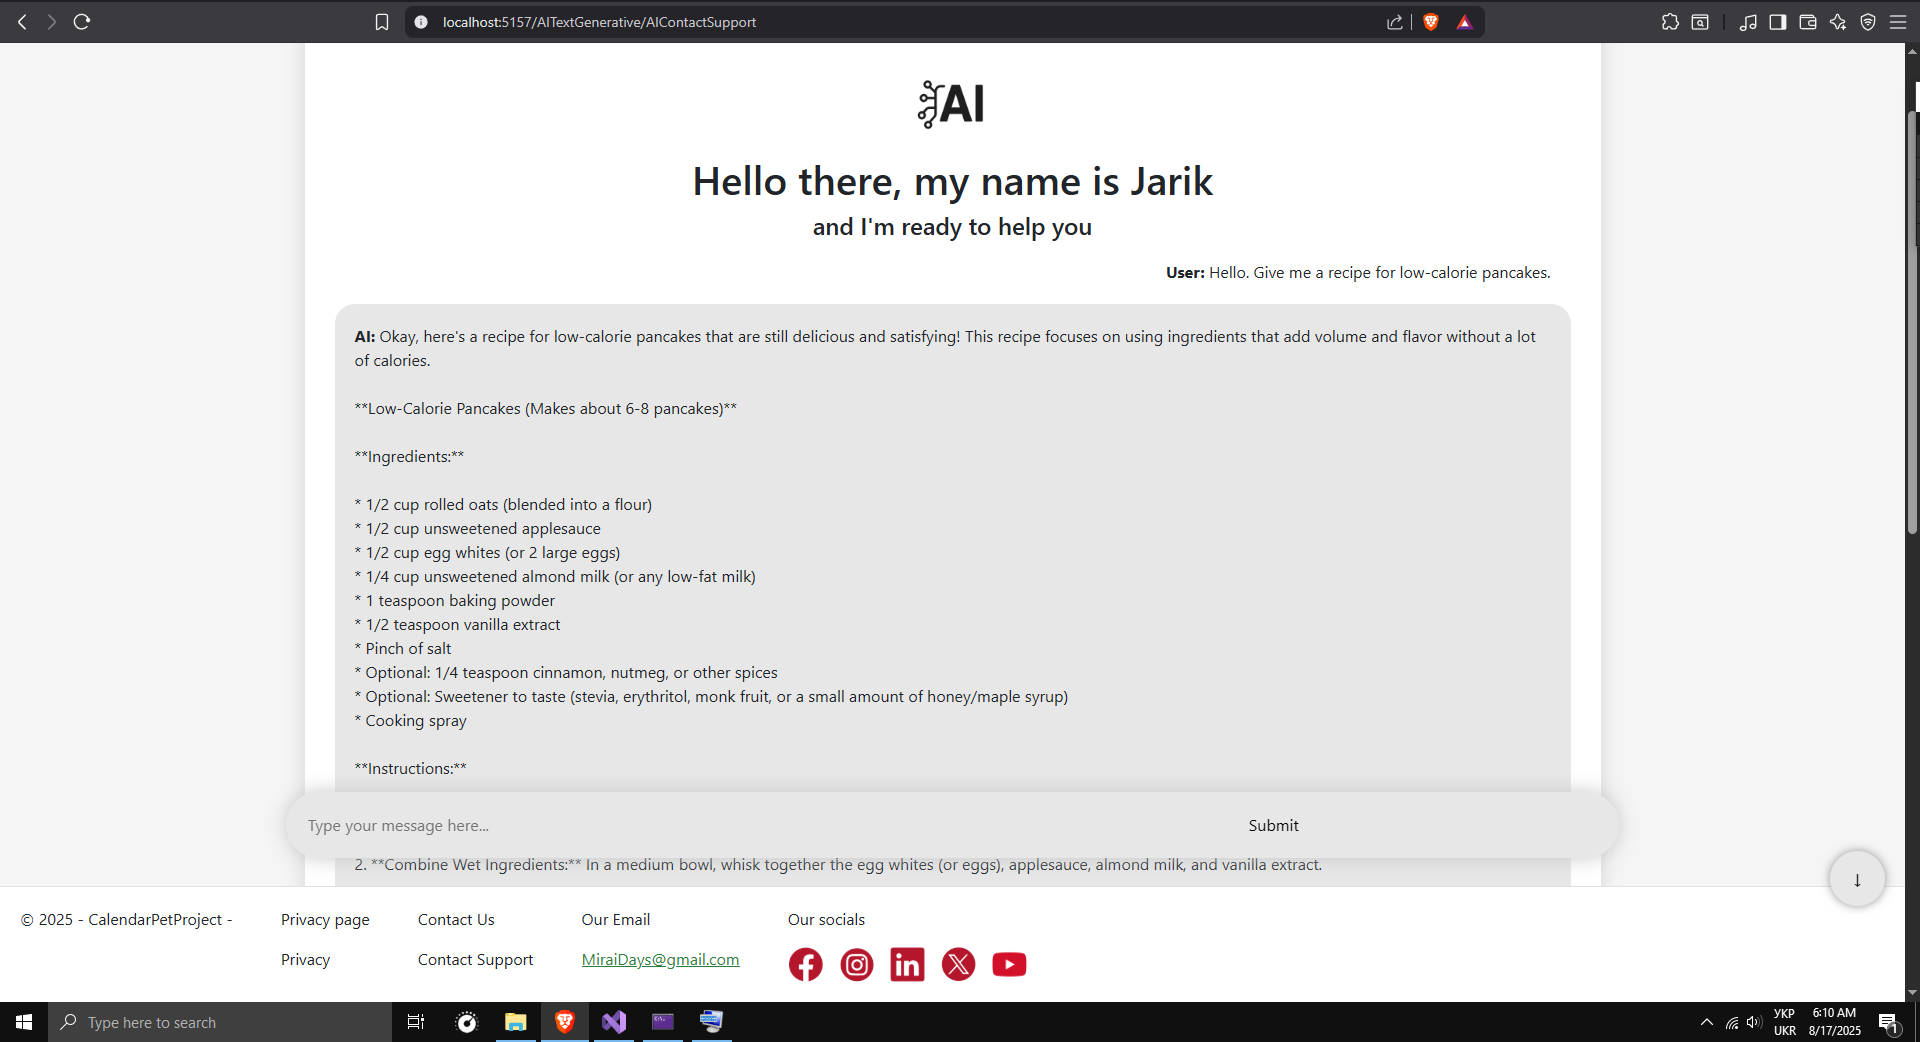 localhost:5157/AITextGenerative/AIContactSupport
AI
Hello there, my name is Jarik
and I'm ready to help you
User: Hello. Give me a recipe for low-calorie pancakes.
AI: Okay, here's a recipe for low-calorie pancakes that are still delicious and satisfying! This recipe focuses on using ingredients that add volume and flavor without a lot
of calories.
**Low-Calorie Pancakes (Makes about 6-8 pancakes)**
**Ingredients:**
* 1/2 cup rolled oats (blended into a flour)
* 1/2 cup unsweetened applesauce
* 1/2 cup egg whites (or 2 large eggs)
* 1/4 cup unsweetened almond milk (or any low-fat milk)
* 1 teaspoon baking powder
* 1/2 teaspoon vanilla extract
* Pinch of salt
* Optional: 1/4 teaspoon cinnamon, nutmeg, or other spices
* Optional: Sweetener to taste (stevia, erythritol, monk fruit, or a small amount of honey/maple syrup)
* Cooking spray
**Instructions:**
Type your message here...
Submit
2. **Combine Wet Ingredients:** In a medium bowl, whisk together the egg whites (or eggs), applesauce, almond milk, and vanilla extract.
↓
© 2025 - CalendarPetProject -
Privacy page
Contact Us
Our Email
Our socials
Privacy
Contact Support
MiraiDays@gmail.com
Type here to search
УКР
UKR
6:10 AM
8/17/2025
1